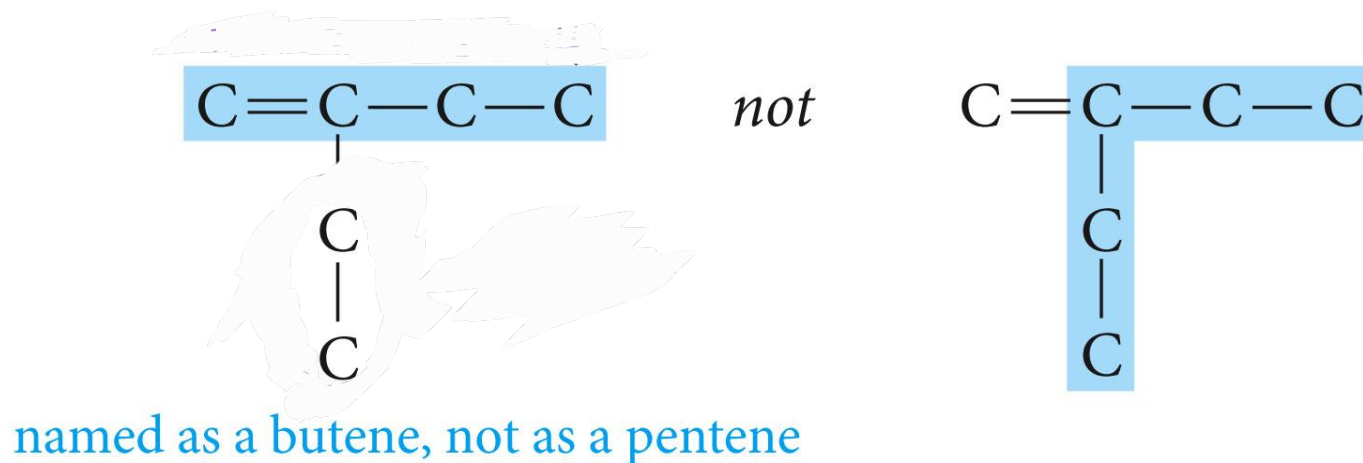 C=C—C—C not C=C—C—C
C C
C C
named as a butene, not as a pentene